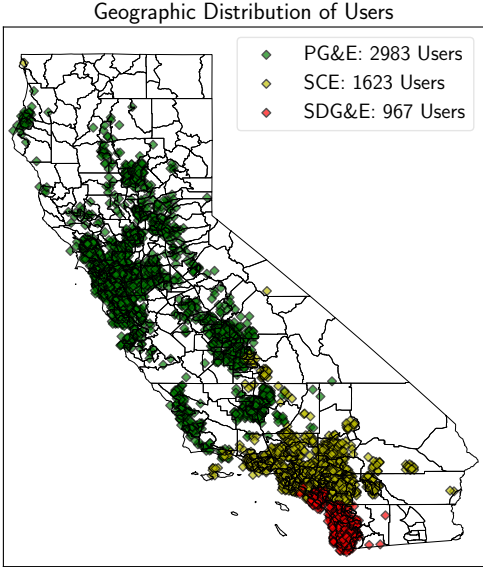 Geographic Distribution of Users
PG&E: 2983 Users
SCE: 1623 Users
SDG&E: 967 Users